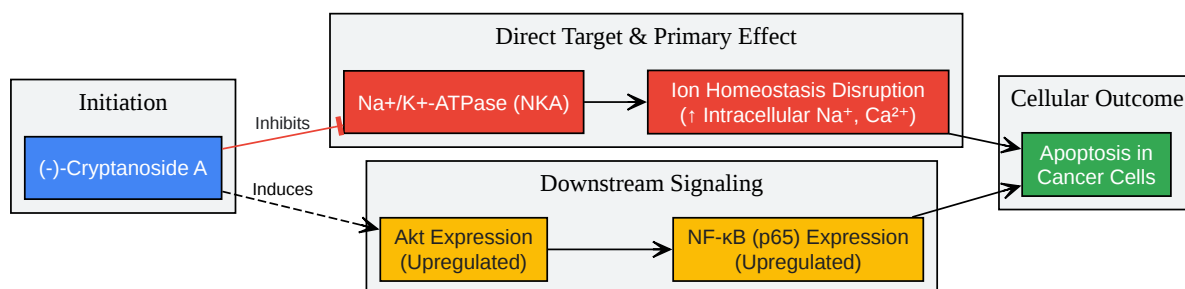 Direct Target & Primary Effect
Initiation
Na+/K+-ATPase (NKA)
Ion Homeostasis Disruption
(↑ Intracellular Na⁺, Ca²⁺)
Cellular Outcome
Inhibits
(-)-Cryptanoside A
Apoptosis in
Cancer Cells
Induces
Downstream Signaling
Akt Expression
(Upregulated)
NF-κB (p65) Expression
(Upregulated)